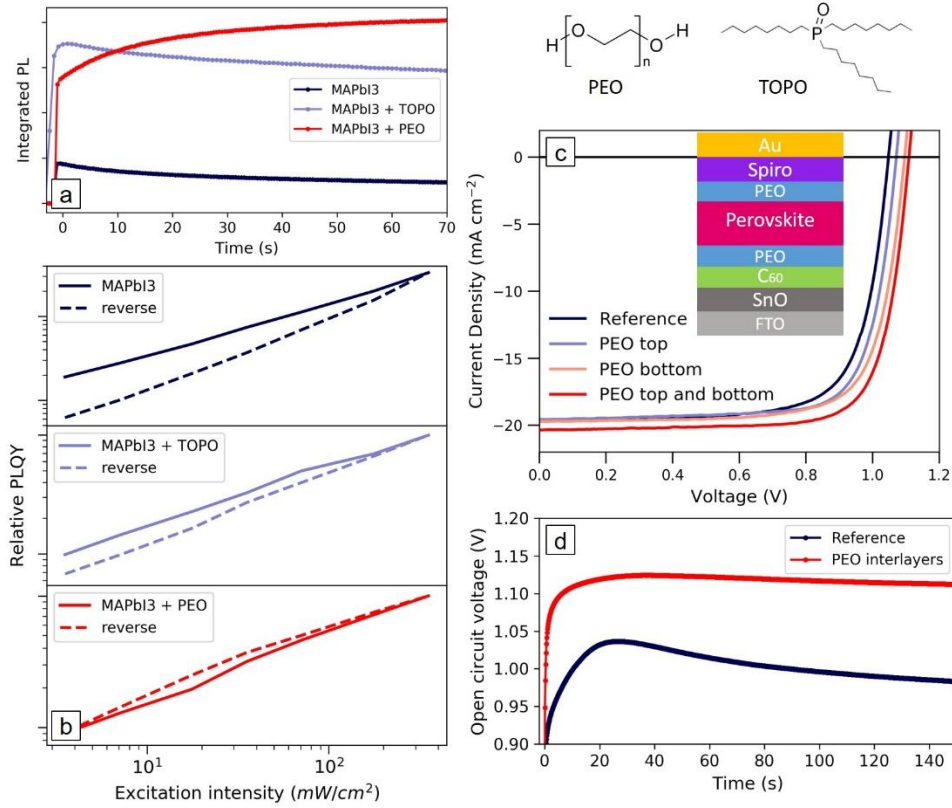 a
Integrated PL
MAPbI3
MAPbI3 + TOPO
MAPbI3 + PEO
0 10 20 30 40 50 60 70
Time (s)
H
O
O
H
n
PEO
O
P
TOPO
b
Relative PLQY
MAPbI3
reverse
MAPbI3 + TOPO
reverse
MAPbI3 + PEO
reverse
10¹ 10²
Excitation intensity (mW/cm²)
c
Current Density (mA cm⁻²)
0
−5
−10
−15
−20
Au
Spiro
PEO
Perovskite
PEO
C₆₀
SnO
FTO
Reference
PEO top
PEO bottom
PEO top and bottom
0.0 0.2 0.4 0.6 0.8 1.0 1.2
Voltage (V)
d
Open circuit voltage (V)
1.20
1.15
1.10
1.05
1.00
0.95
0.90
Reference
PEO interlayers
0 20 40 60 80 100 120 140
Time (s)